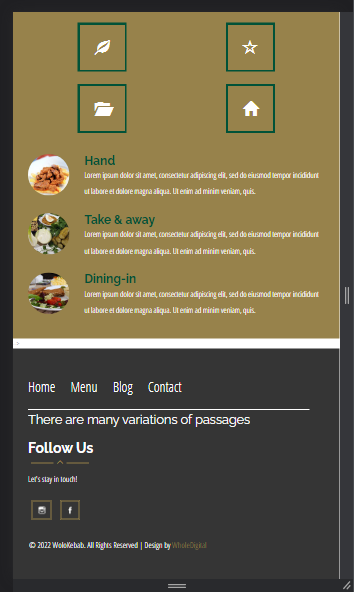 Hand
Lorem ipsum dolor sit amet, consectetur adipiscing elit, sed do eiusmod tempor incididunt
ut labore et dolore magna aliqua. Ut enim ad minim veniam, quis.
Take & away
Lorem ipsum dolor sit amet, consectetur adipiscing elit, sed do eiusmod tempor incididunt
ut labore et dolore magna aliqua. Ut enim ad minim veniam, quis.
Dining-in
Lorem ipsum dolor sit amet, consectetur adipiscing elit, sed do eiusmod tempor incididunt
ut labore et dolore magna aliqua. Ut enim ad minim veniam, quis.
>
Home Menu Blog Contact
There are many variations of passages
Follow Us
Let's stay in touch!
© 2022 WoloKebab. All Rights Reserved | Design by WholeDigital